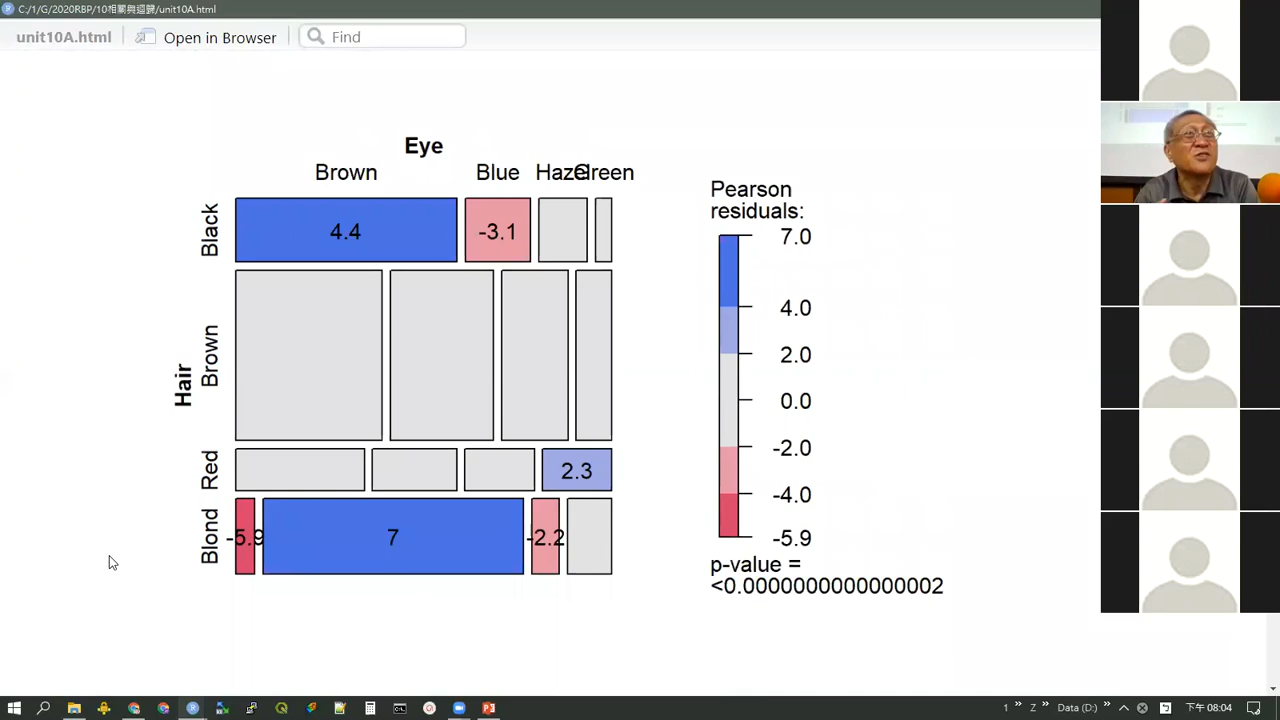 C:/1/G/2020RBP/10相關與迴歸/unit10A.html
unit10A.html
Open in Browser
Find
Eye
Brown Blue Hazel Green
Hair
Black
4.4 -3.1
Brown
Red
2.3
Blond
-5.9 7 -2.2
Pearson
residuals:
7.0
4.0
2.0
0.0
-2.0
-4.0
-5.9
p-value =
<0.0000000000000002
1 Z Data (D:) 下午 08:04